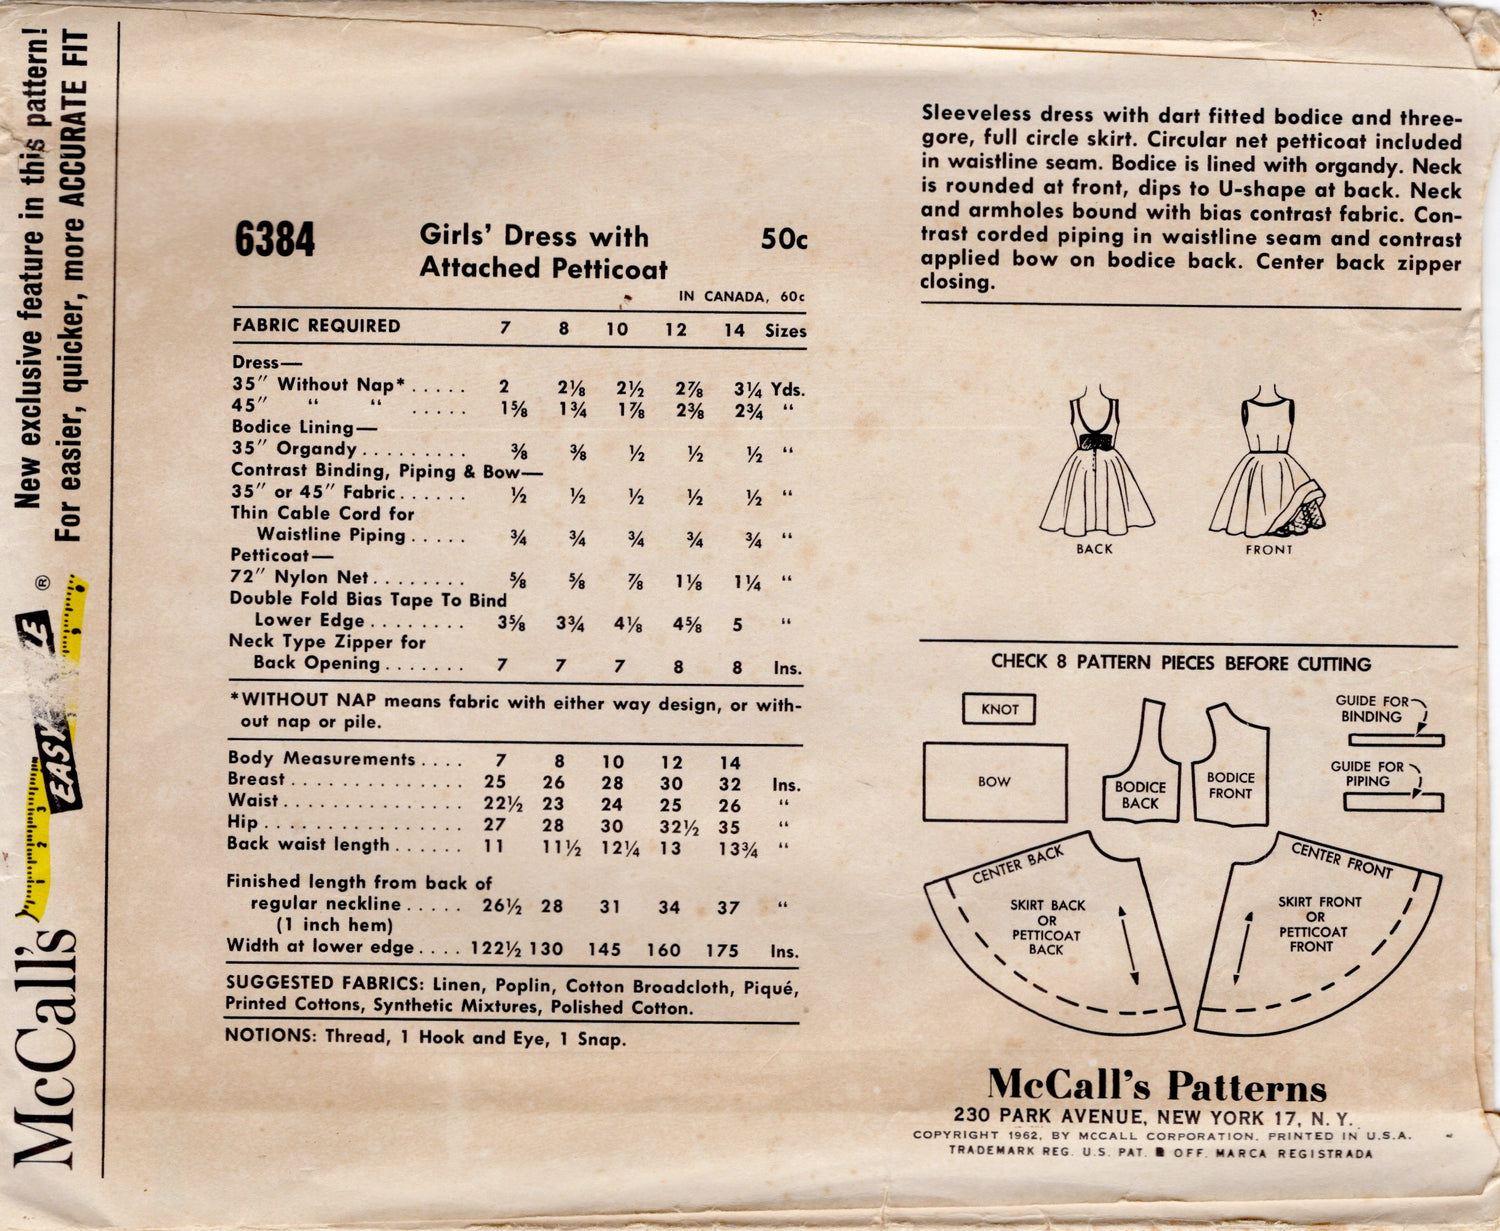 New exclusive feature in this pattern!
For easier, quicker, more ACCURATE FIT
McCall's EASY ®
1 2 3
6384 Girls' Dress with 50c
Attached Petticoat
IN CANADA, 60c
FABRIC REQUIRED 7 8 10 12 14 Sizes
Dress—
35″ Without Nap* ..... 2 2⅛ 2½ 2⅞ 3¼ Yds.
45″ “ “ ..... 1⅝ 1¾ 1⅞ 2⅜ 2¾ “
Bodice Lining—
35″ Organdy ......... ⅜ ⅜ ½ ½ ½ “
Contrast Binding, Piping & Bow—
35″ or 45″ Fabric ...... ½ ½ ½ ½ ½ “
Thin Cable Cord for
Waistline Piping ..... ¾ ¾ ¾ ¾ ¾ “
Petticoat—
72″ Nylon Net ........ ⅝ ⅝ ⅞ 1⅛ 1¼ “
Double Fold Bias Tape To Bind
Lower Edge ........ 3⅝ 3¾ 4⅛ 4⅝ 5 “
Neck Type Zipper for
Back Opening ....... 7 7 7 8 8 Ins.
*WITHOUT NAP means fabric with either way design, or with-
out nap or pile.
Body Measurements .... 7 8 10 12 14
Breast ............... 25 26 28 30 32 Ins.
Waist ................ 22½ 23 24 25 26 “
Hip .................. 27 28 30 32½ 35 “
Back waist length ...... 11 11½ 12¼ 13 13¾ “
Finished length from back of
regular neckline ..... 26½ 28 31 34 37 “
(1 inch hem)
Width at lower edge .... 122½ 130 145 160 175 Ins.
SUGGESTED FABRICS: Linen, Poplin, Cotton Broadcloth, Piqué,
Printed Cottons, Synthetic Mixtures, Polished Cotton.
NOTIONS: Thread, 1 Hook and Eye, 1 Snap.
Sleeveless dress with dart fitted bodice and three-
gore, full circle skirt. Circular net petticoat included
in waistline seam. Bodice is lined with organdy. Neck
is rounded at front, dips to U-shape at back. Neck
and armholes bound with bias contrast fabric. Con-
trast corded piping in waistline seam and contrast
applied bow on bodice back. Center back zipper
closing.
BACK FRONT
CHECK 8 PATTERN PIECES BEFORE CUTTING
KNOT
BOW
BODICE
BACK
BODICE
FRONT
GUIDE FOR
BINDING
GUIDE FOR
PIPING
CENTER BACK
SKIRT BACK
OR
PETTICOAT
BACK
CENTER FRONT
SKIRT FRONT
OR
PETTICOAT
FRONT
McCall's Patterns
230 PARK AVENUE, NEW YORK 17, N. Y.
COPYRIGHT 1962, BY MCCALL CORPORATION. PRINTED IN U.S.A.
TRADEMARK REG. U.S. PAT. OFF. MARCA REGISTRADA